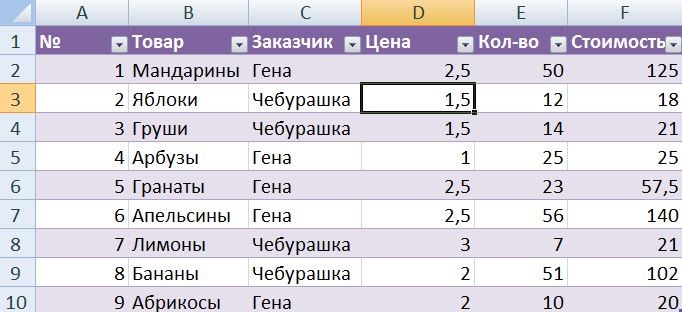 A B C D E F
1 № Товар Заказчик Цена Кол-во Стоимость
2 1 Мандарины Гена 2,5 50 125
3 2 Яблоки Чебурашка 1,5 12 18
4 3 Груши Чебурашка 1,5 14 21
5 4 Арбузы Гена 1 25 25
6 5 Гранаты Гена 2,5 23 57,5
7 6 Апельсины Гена 2,5 56 140
8 7 Лимоны Чебурашка 3 7 21
9 8 Бананы Чебурашка 2 51 102
10 9 Абрикосы Гена 2 10 20